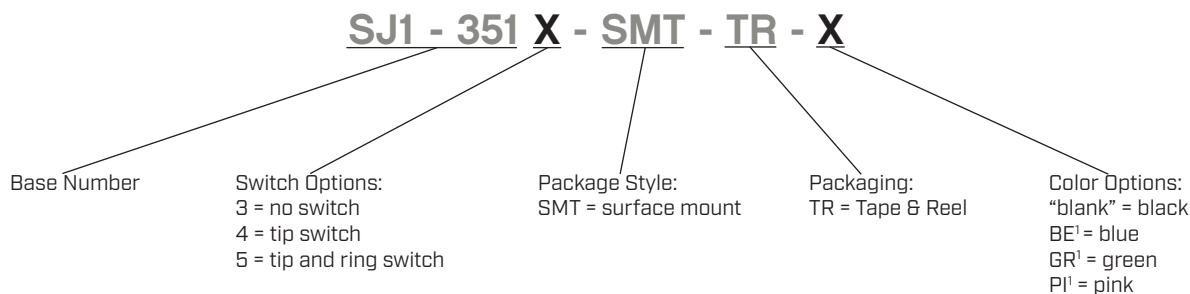 SJ1 - 351 X - SMT - TR - X
Base Number
Switch Options:
3 = no switch
4 = tip switch
5 = tip and ring switch
Package Style:
SMT = surface mount
Packaging:
TR = Tape & Reel
Color Options:
“blank” = black
BE¹ = blue
GR¹ = green
PI¹ = pink